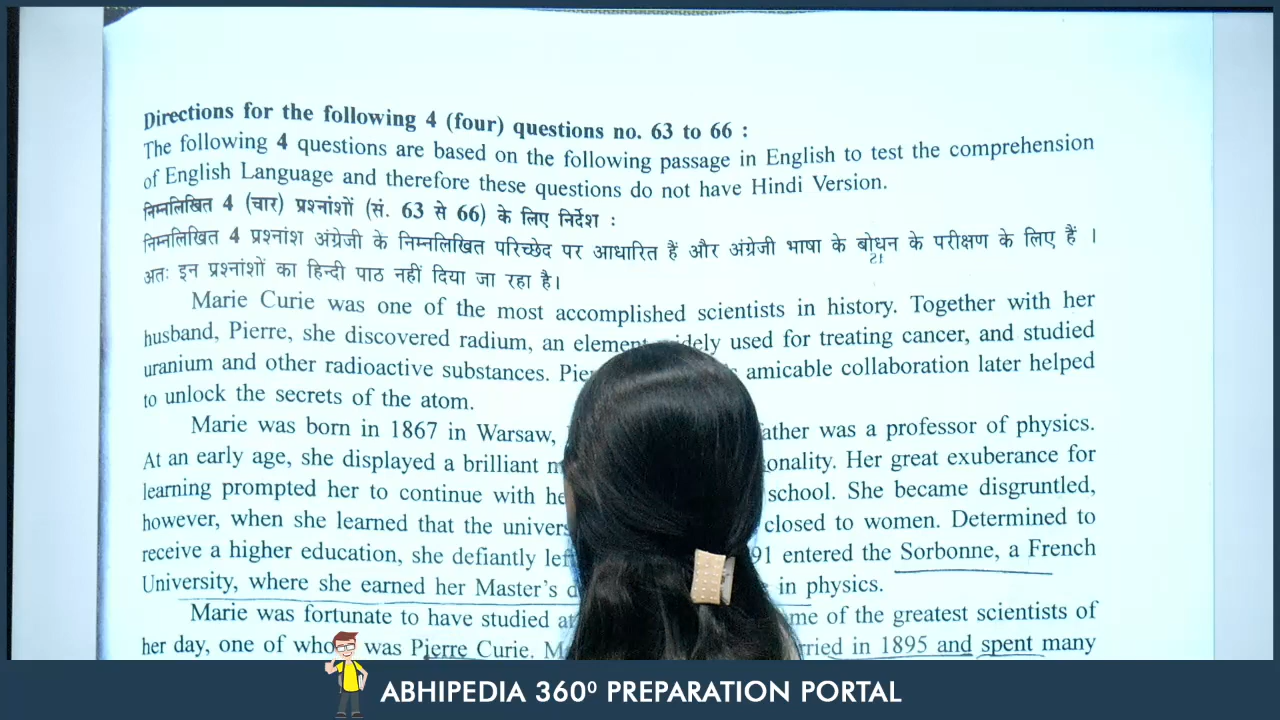 Directions for the following 4 (four) questions no. 63 to 66 :
The following 4 questions are based on the following passage in English to test the comprehension
of English Language and therefore these questions do not have Hindi Version.
निम्नलिखित 4 (चार) प्रश्नांशों (सं. 63 से 66) के लिए निर्देश :
निम्नलिखित 4 प्रश्नांश अंग्रेजी के निम्नलिखित परिच्छेद पर आधारित हैं और अंग्रेजी भाषा के बोधन के परीक्षण के लिए हैं ।
अतः इन प्रश्नांशों का हिन्दी पाठ नहीं दिया जा रहा है।
Marie Curie was one of the most accomplished scientists in history. Together with her
husband, Pierre, she discovered radium, an element widely used for treating cancer, and studied
uranium and other radioactive substances. amicable collaboration later helped
to unlock the secrets of the atom.
Marie was born in 1867 in Warsaw, father was a professor of physics.
At an early age, she displayed a brilliant Her great exuberance for
learning prompted her to continue with school. She became disgruntled,
however, when she learned that the closed to women. Determined to
receive a higher education, she defiantly entered the Sorbonne, a French
University, where she earned her Master's in physics.
Marie was fortunate to have studied of the greatest scientists of
her day, one of was Pierre Curie. in 1895 and spent many
ABHIPEDIA 360⁰ PREPARATION PORTAL